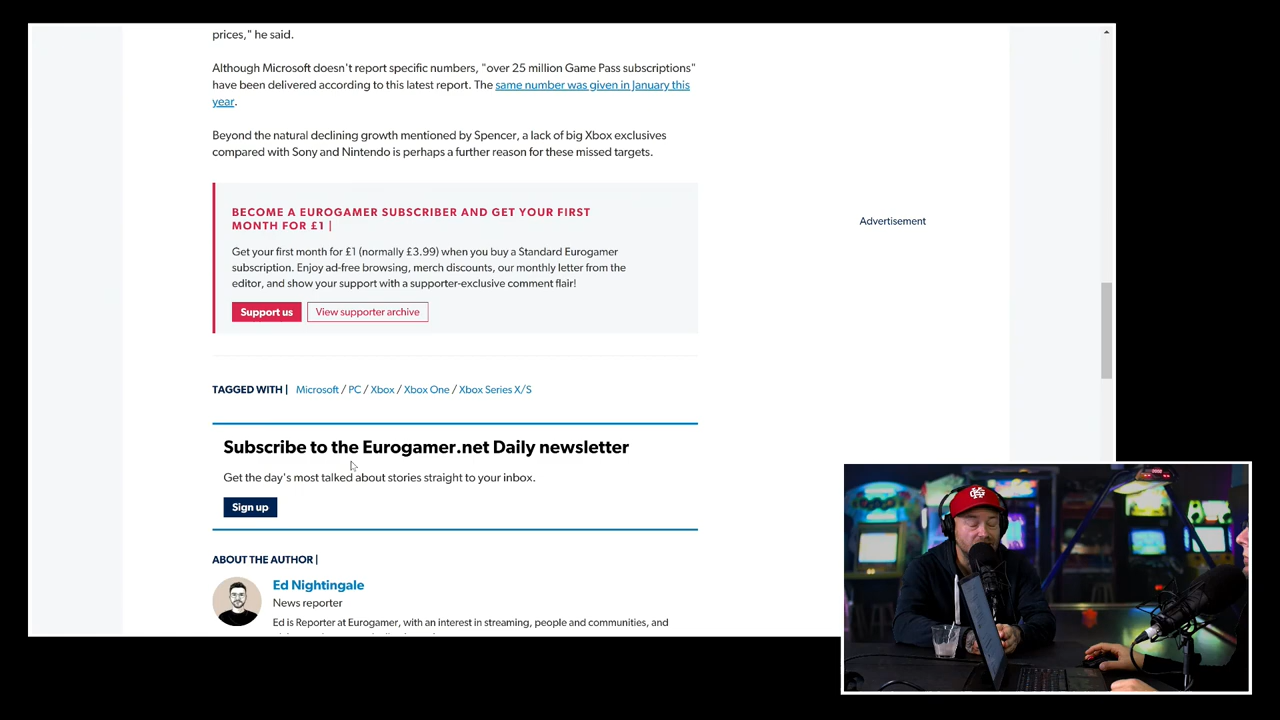 prices," he said.
Although Microsoft doesn't report specific numbers, "over 25 million Game Pass subscriptions"
have been delivered according to this latest report. The same number was given in January this
year.
Beyond the natural declining growth mentioned by Spencer, a lack of big Xbox exclusives
compared with Sony and Nintendo is perhaps a further reason for these missed targets.
BECOME A EUROGAMER SUBSCRIBER AND GET YOUR FIRST
MONTH FOR £1 |
Get your first month for £1 (normally £3.99) when you buy a Standard Eurogamer
subscription. Enjoy ad-free browsing, merch discounts, our monthly letter from the
editor, and show your support with a supporter-exclusive comment flair!
Support us View supporter archive
Advertisement
TAGGED WITH | Microsoft / PC / Xbox / Xbox One / Xbox Series X/S
Subscribe to the Eurogamer.net Daily newsletter
Get the day's most talked about stories straight to your inbox.
Sign up
ABOUT THE AUTHOR |
Ed Nightingale
News reporter
Ed is Reporter at Eurogamer, with an interest in streaming, people and communities, and